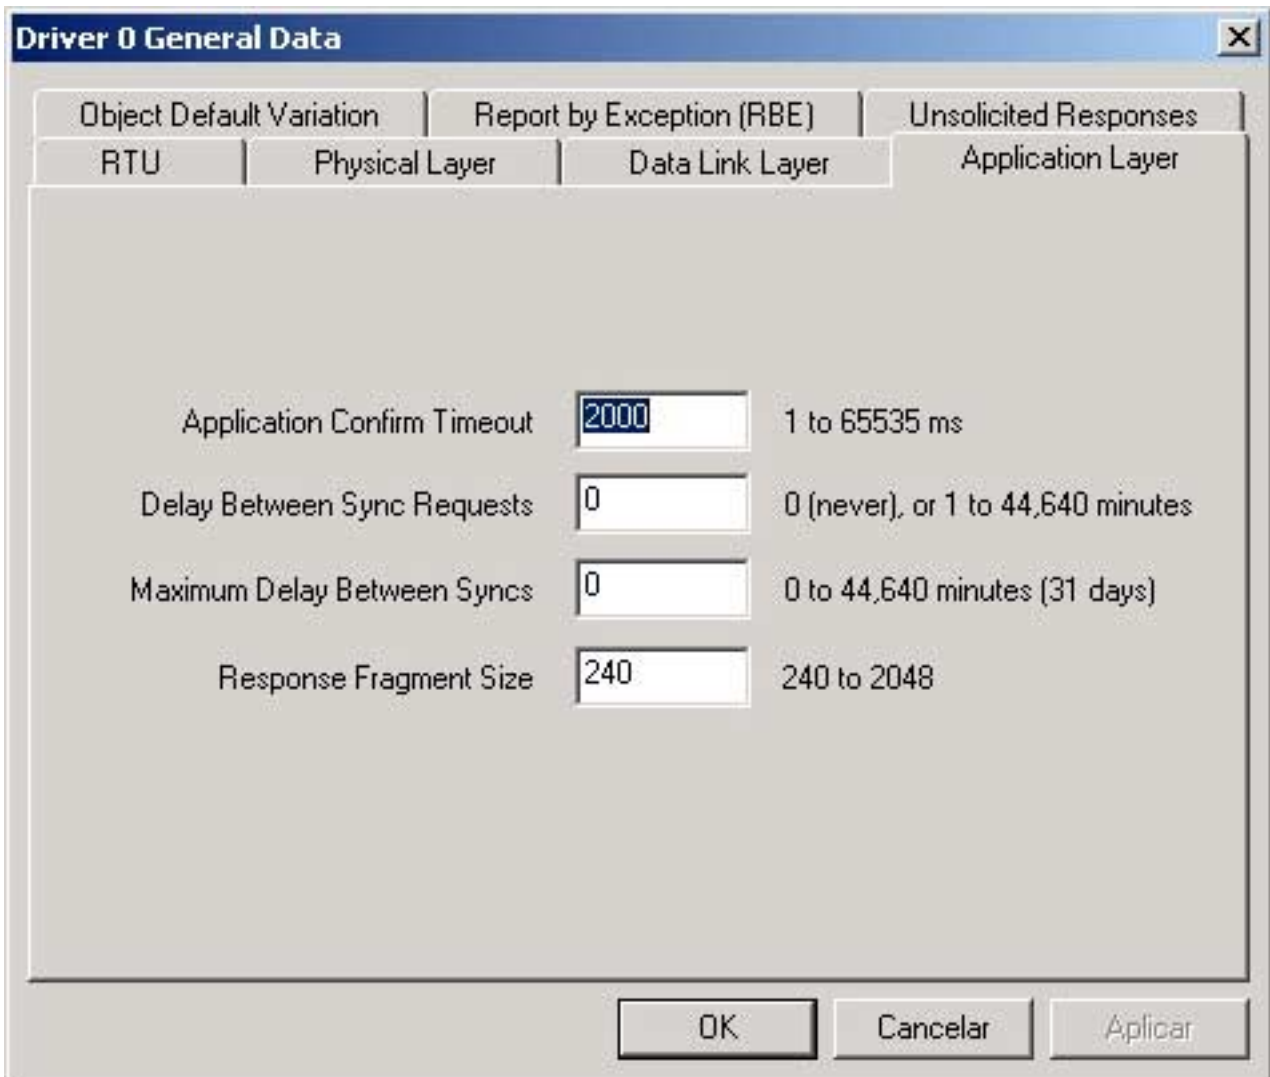 Driver 0 General Data
Object Default Variation Report by Exception (RBE) Unsolicited Responses
RTU Physical Layer Data Link Layer Application Layer
Application Confirm Timeout 2000 1 to 65535 ms
Delay Between Sync Requests 0 0 (never), or 1 to 44,640 minutes
Maximum Delay Between Syncs 0 0 to 44,640 minutes (31 days)
Response Fragment Size 240 240 to 2048
OK Cancelar Aplicar